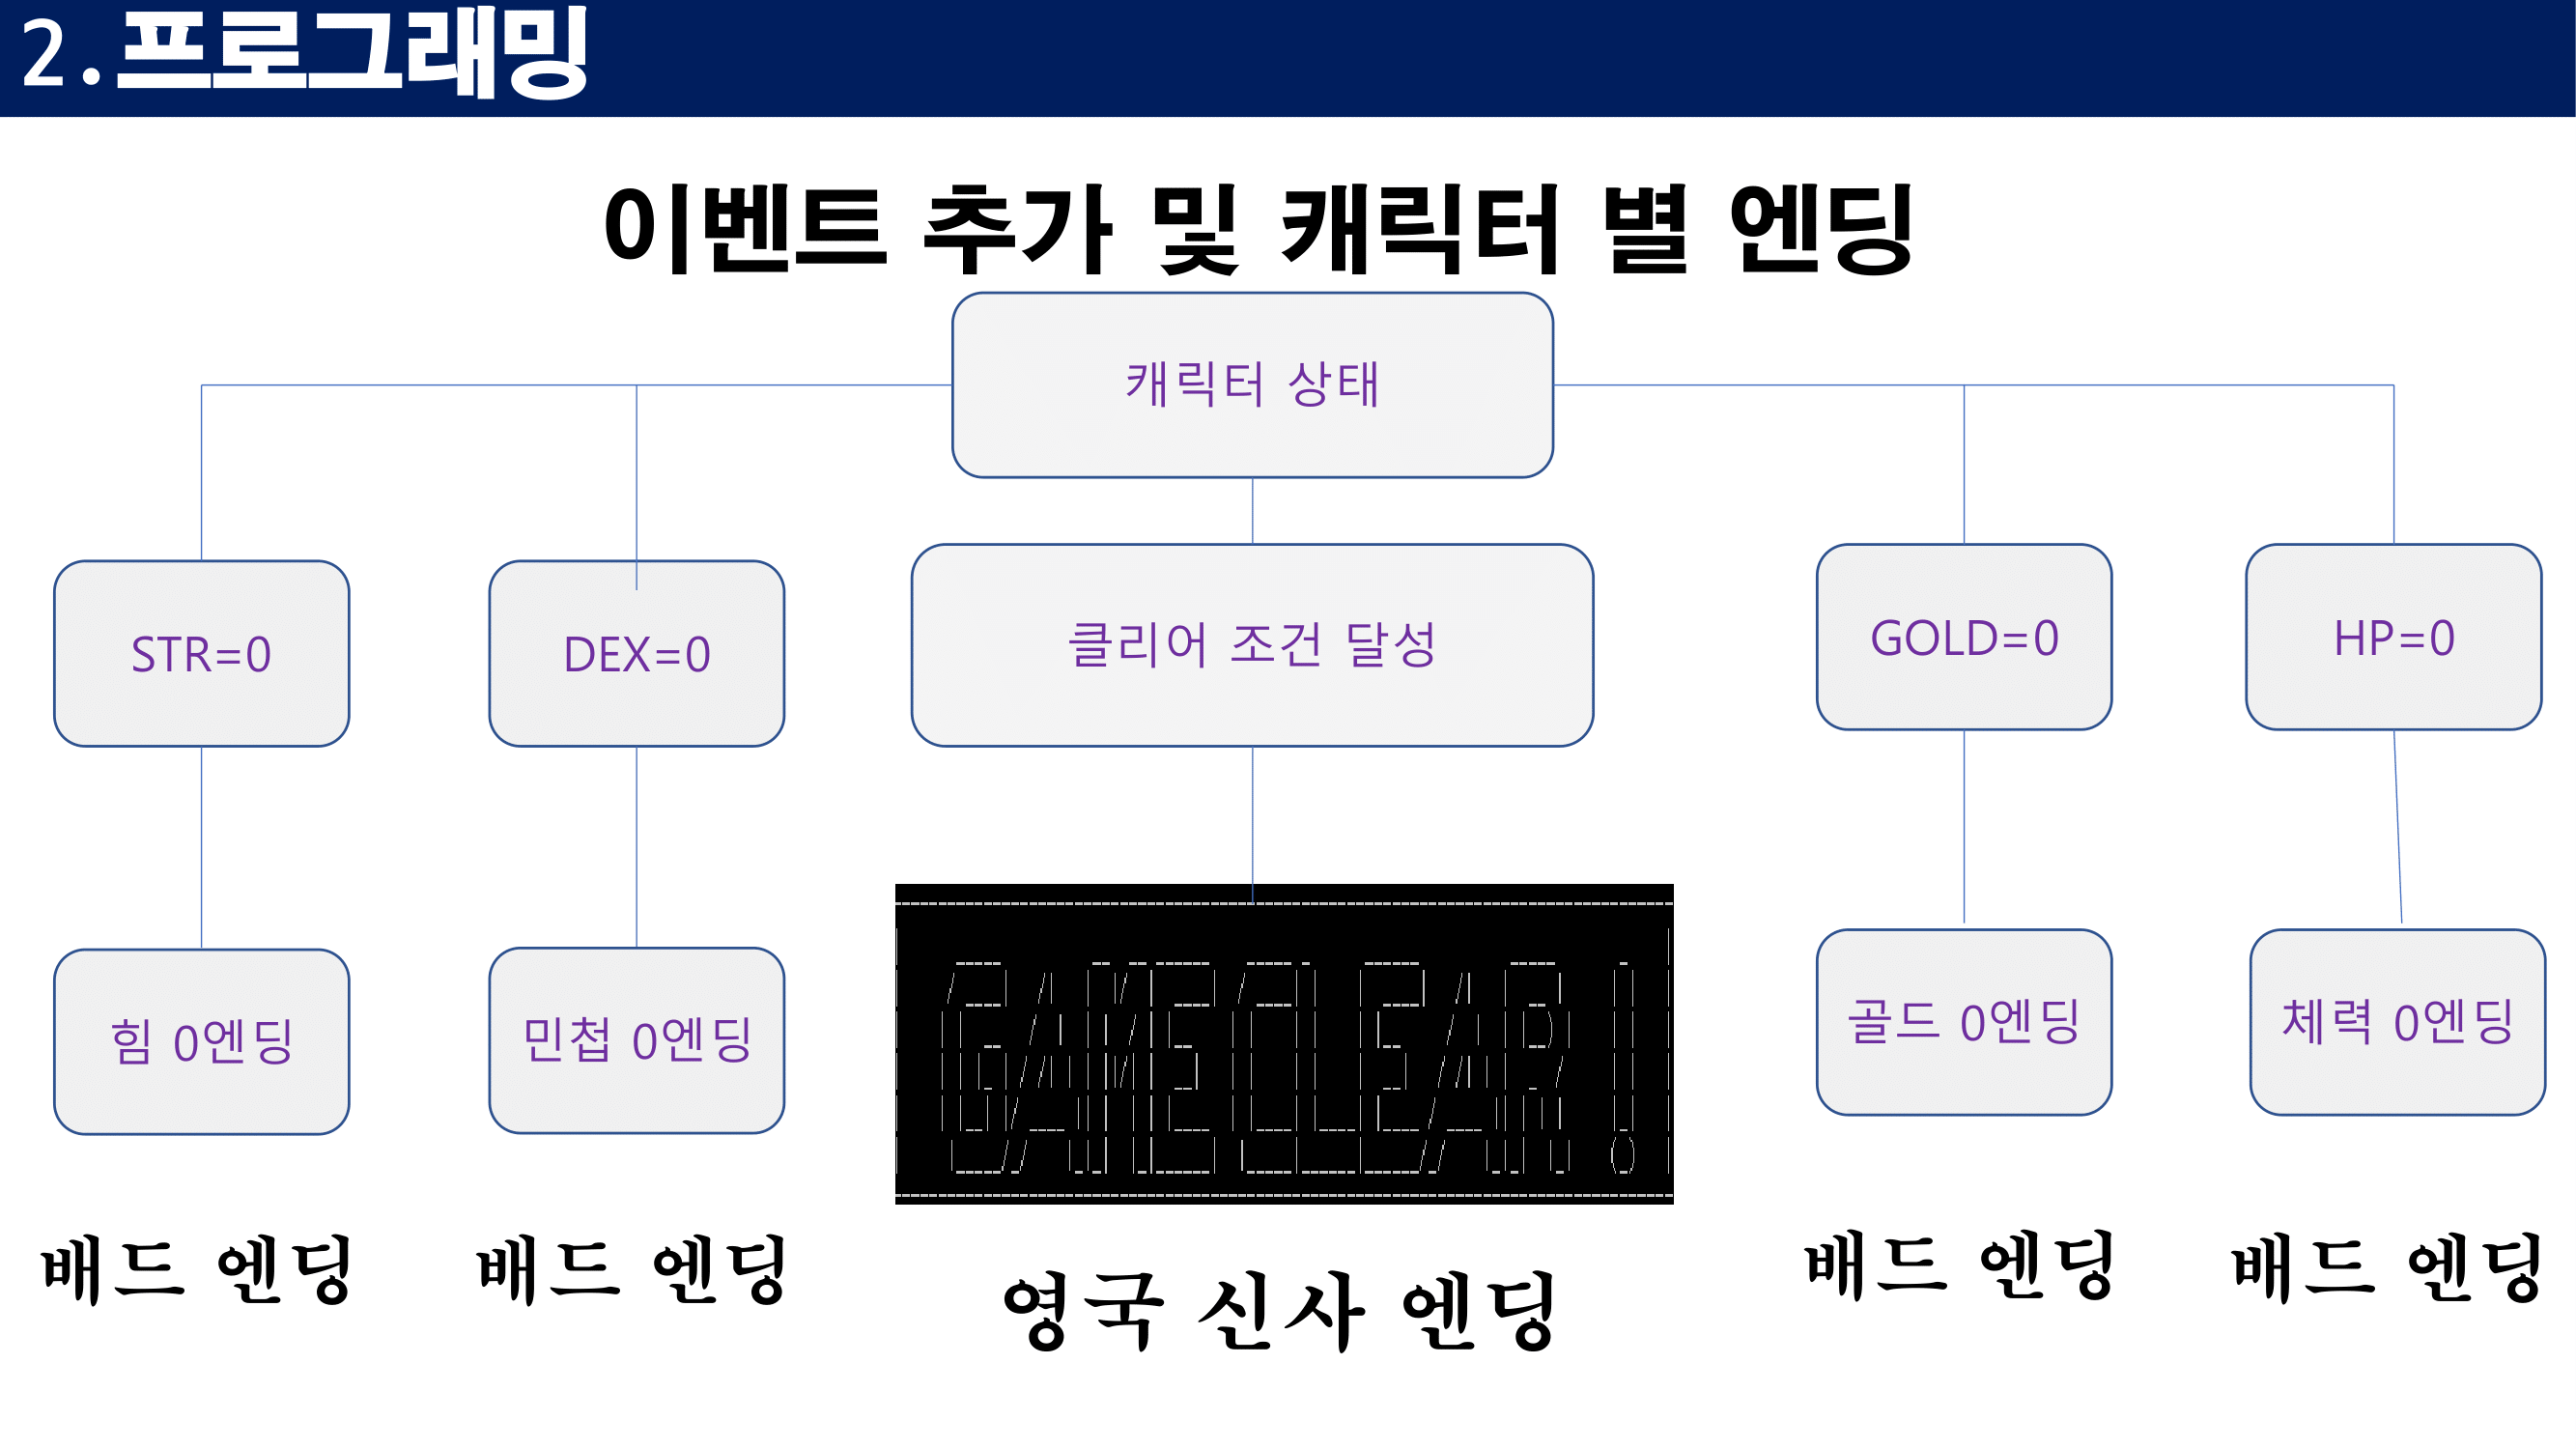 2.프로그래밍
이벤트 추가 및 캐릭터 별 엔딩
캐릭터 상태
STR=0
DEX=0
클리어 조건 달성
GOLD=0
HP=0
힘 0엔딩
민첩 0엔딩
GAME CLEAR !
골드 0엔딩
체력 0엔딩
배드 엔딩
배드 엔딩
영국 신사 엔딩
배드 엔딩
배드 엔딩